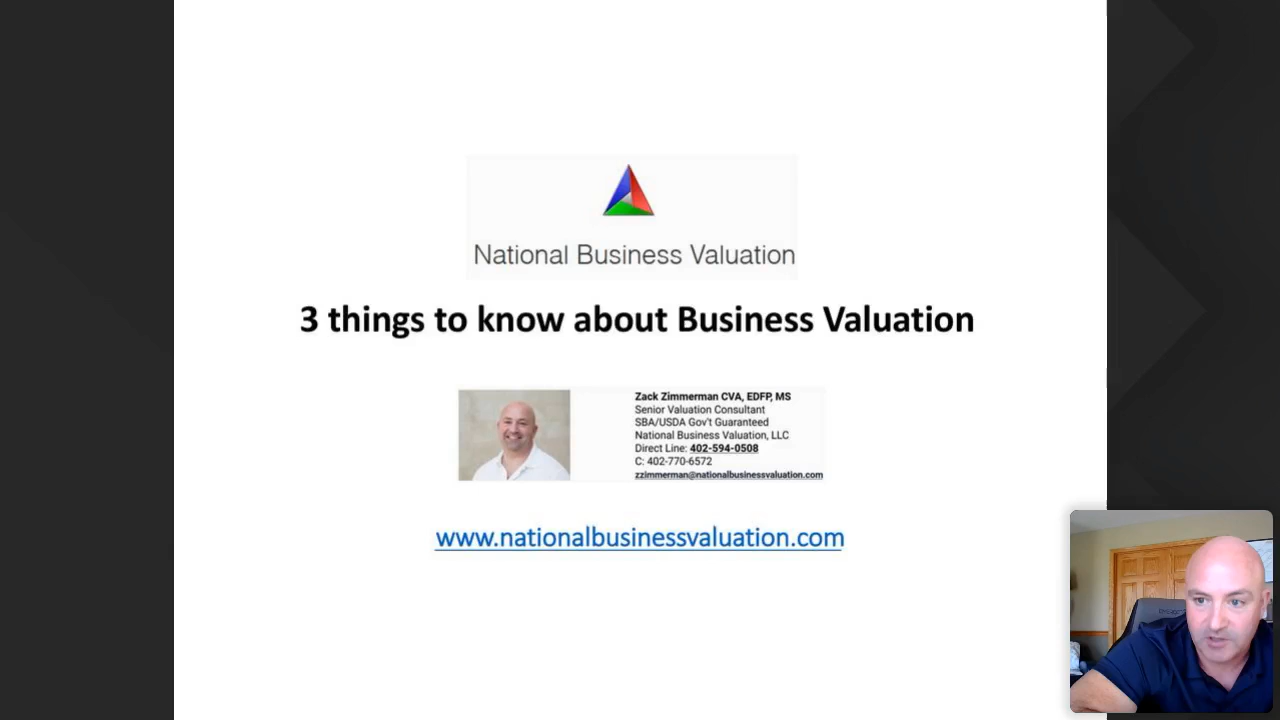 National Business Valuation
3 things to know about Business Valuation
Zack Zimmerman CVA, EDFP, MS
Senior Valuation Consultant
SBA/USDA Gov't Guaranteed
National Business Valuation, LLC
Direct Line: 402-594-0508
C: 402-770-6572
zzimmerman@nationalbusinessvaluation.com
www.nationalbusinessvaluation.com